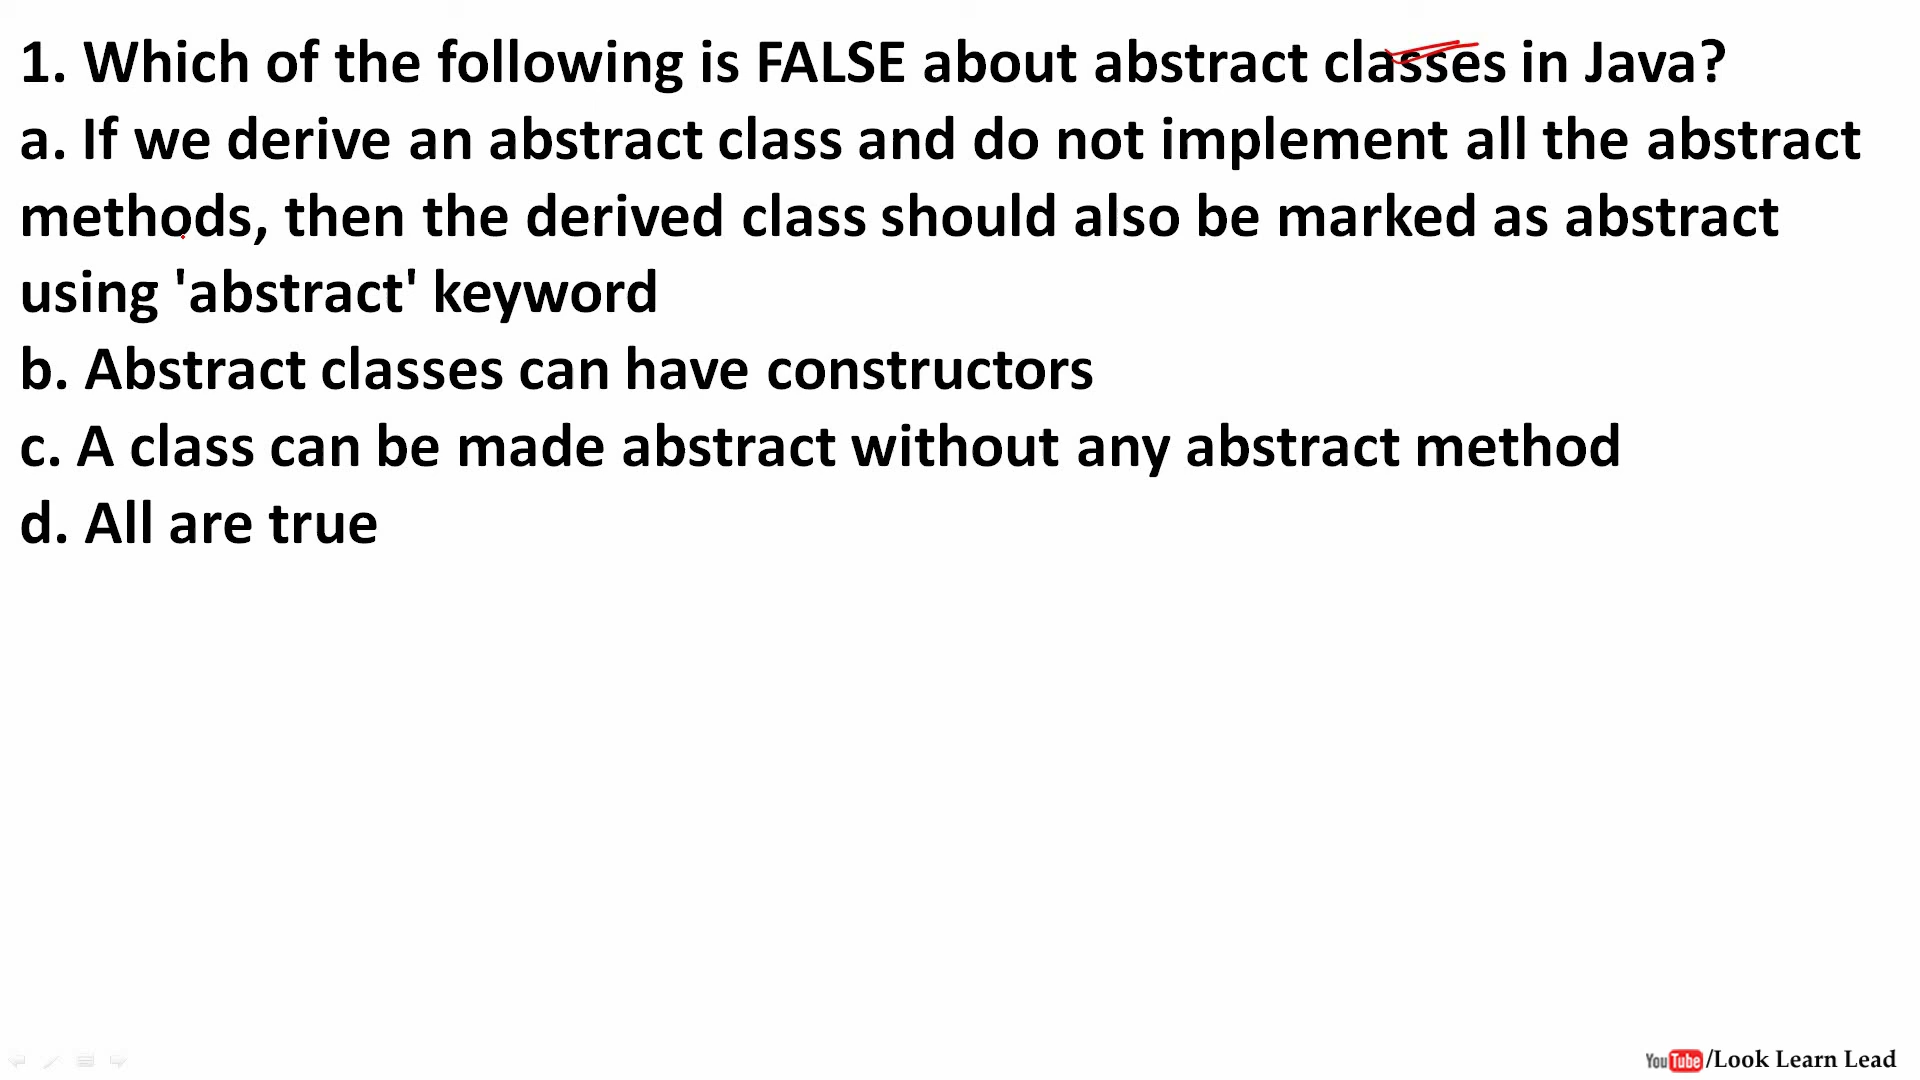 1. Which of the following is FALSE about abstract classes in Java?
a. If we derive an abstract class and do not implement all the abstract
methods, then the derived class should also be marked as abstract
using 'abstract' keyword
b. Abstract classes can have constructors
c. A class can be made abstract without any abstract method
d. All are true
YouTube/Look Learn Lead